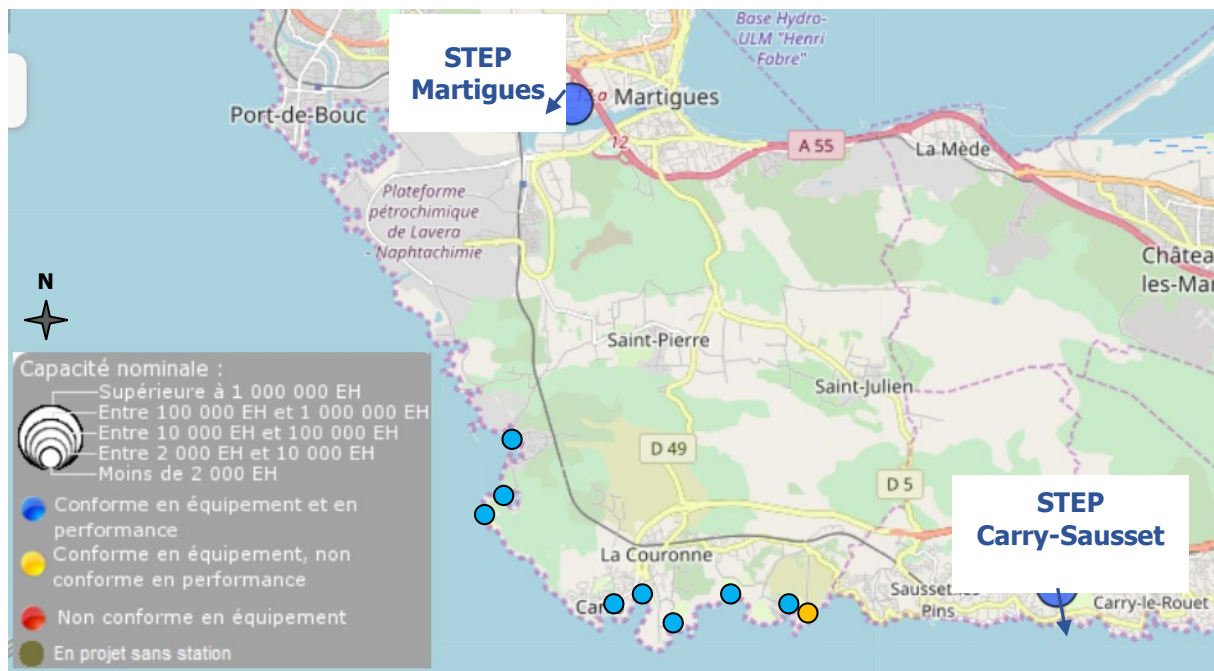 Base Hydro-
ULM "Henri
Fabre"
STEP
Martigues
13 a
Martigues
Port-de-Bouc
12
A 55
La Mède
Plateforme
pétrochimique
de Lavera
- Naphtachimie
Château
les-Mar
N
Saint-Pierre
Saint-Julien
Capacité nominale :
Supérieure à 1 000 000 EH
Entre 100 000 EH et 1 000 000 EH
Entre 10 000 EH et 100 000 EH
Entre 2 000 EH et 10 000 EH
Moins de 2 000 EH
Conforme en équipement et en
performance
Conforme en équipement, non
conforme en performance
Non conforme en équipement
En projet sans station
D 49
D 5
STEP
Carry-Sausset
La Couronne
Car
Sausset-les
Pins
Carry-le-Rouet